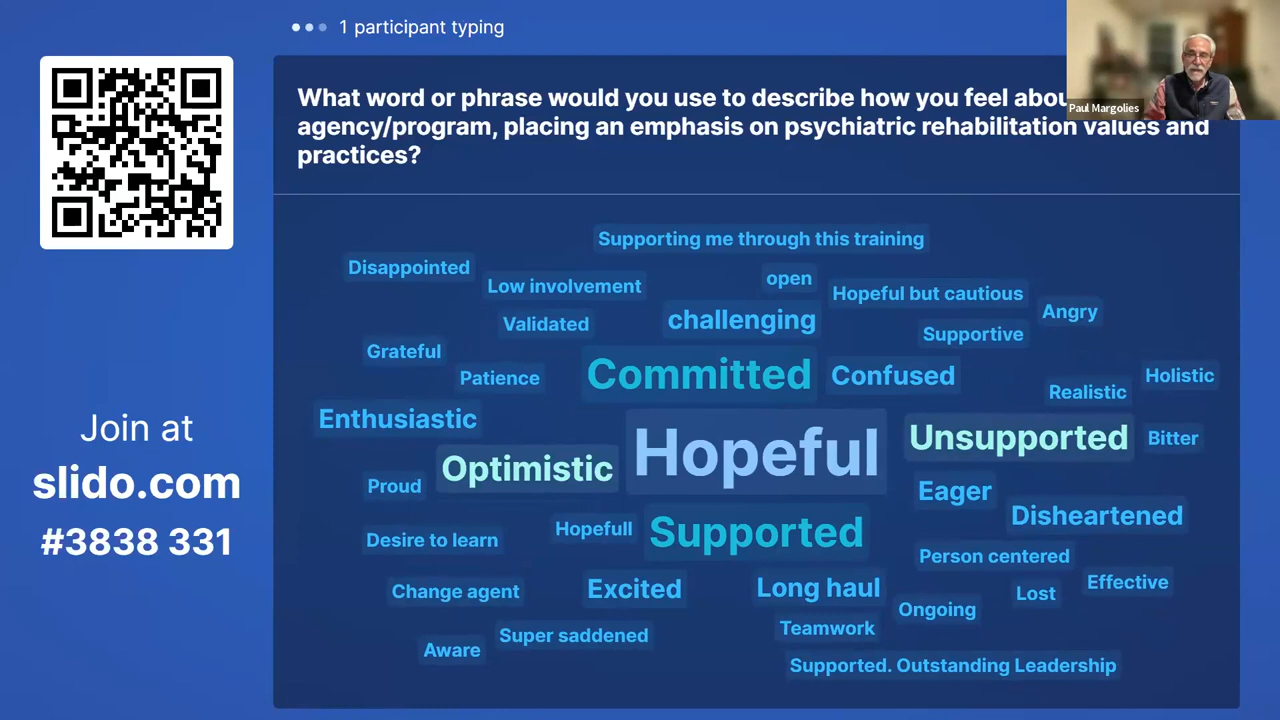 1 participant typing
Paul Margolies
What word or phrase would you use to describe how you feel abou
agency/program, placing an emphasis on psychiatric rehabilitation values and
practices?
Join at
slido.com
#3838 331
Supporting me through this training
Disappointed
Low involvement
open
Hopeful but cautious
Angry
Validated
challenging
Supportive
Grateful
Patience
Committed
Confused
Realistic
Holistic
Enthusiastic
Optimistic
Hopeful
Unsupported
Bitter
Proud
Eager
Disheartened
Desire to learn
Hopefull
Supported
Person centered
Change agent
Excited
Long haul
Ongoing
Lost
Effective
Aware
Super saddened
Teamwork
Supported. Outstanding Leadership